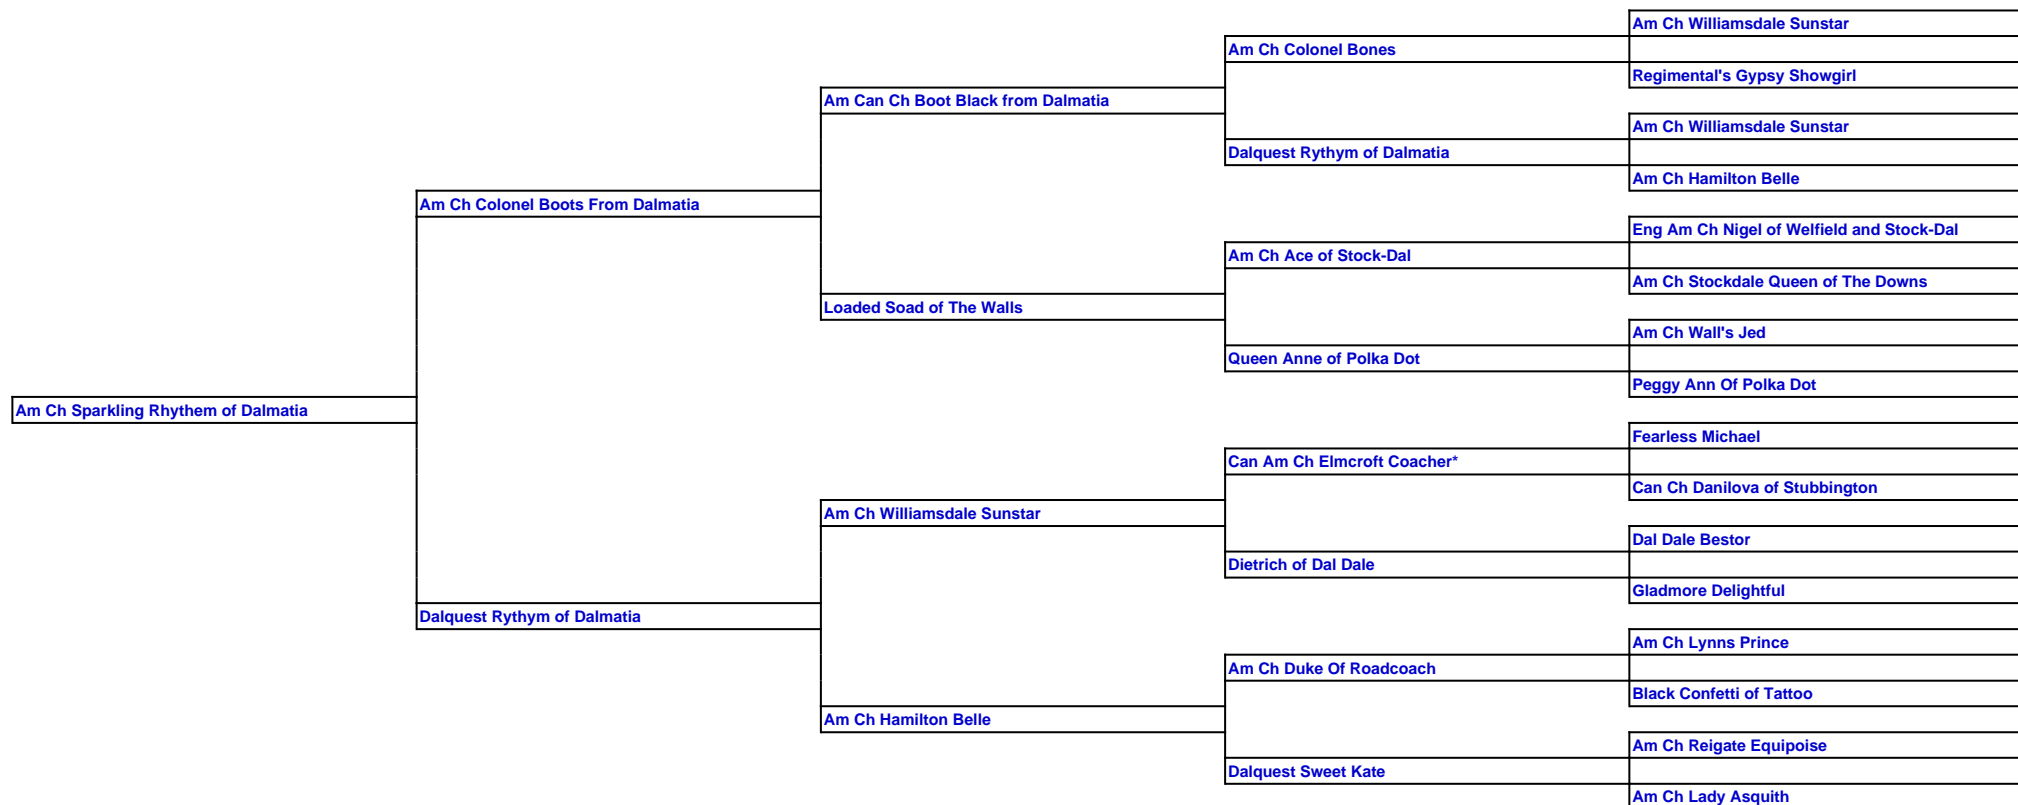 Am Ch Williamsdale Sunstar
Am Ch Colonel Bones
Regimental's Gypsy Showgirl
Am Can Ch Boot Black from Dalmatia
Am Ch Williamsdale Sunstar
Dalquest Rythym of Dalmatia
Am Ch Hamilton Belle
Am Ch Colonel Boots From Dalmatia
Eng Am Ch Nigel of Welfield and Stock-Dal
Am Ch Ace of Stock-Dal
Am Ch Stockdale Queen of The Downs
Loaded Soad of The Walls
Am Ch Wall's Jed
Queen Anne of Polka Dot
Peggy Ann Of Polka Dot
Am Ch Sparkling Rhythem of Dalmatia
Fearless Michael
Can Am Ch Elmcroft Coacher*
Can Ch Danilova of Stubbington
Am Ch Williamsdale Sunstar
Dal Dale Bestor
Dietrich of Dal Dale
Gladmore Delightful
Dalquest Rythym of Dalmatia
Am Ch Lynns Prince
Am Ch Duke Of Roadcoach
Black Confetti of Tattoo
Am Ch Hamilton Belle
Am Ch Reigate Equipoise
Dalquest Sweet Kate
Am Ch Lady Asquith